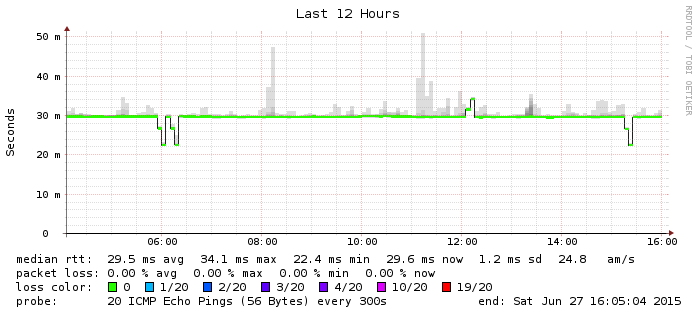 Last 12 Hours
RRDTOOL / TOBI OETIKER
Seconds
50 m
40 m
30 m
20 m
10 m
0
06:00 08:00 10:00 12:00 14:00 16:00
median rtt: 29.5 ms avg 34.1 ms max 22.4 ms min 29.6 ms now 1.2 ms sd 24.8 am/s
packet loss: 0.00 % avg 0.00 % max 0.00 % min 0.00 % now
loss color: 0 1/20 2/20 3/20 4/20 10/20 19/20
probe: 20 ICMP Echo Pings (56 Bytes) every 300s end: Sat Jun 27 16:05:04 2015